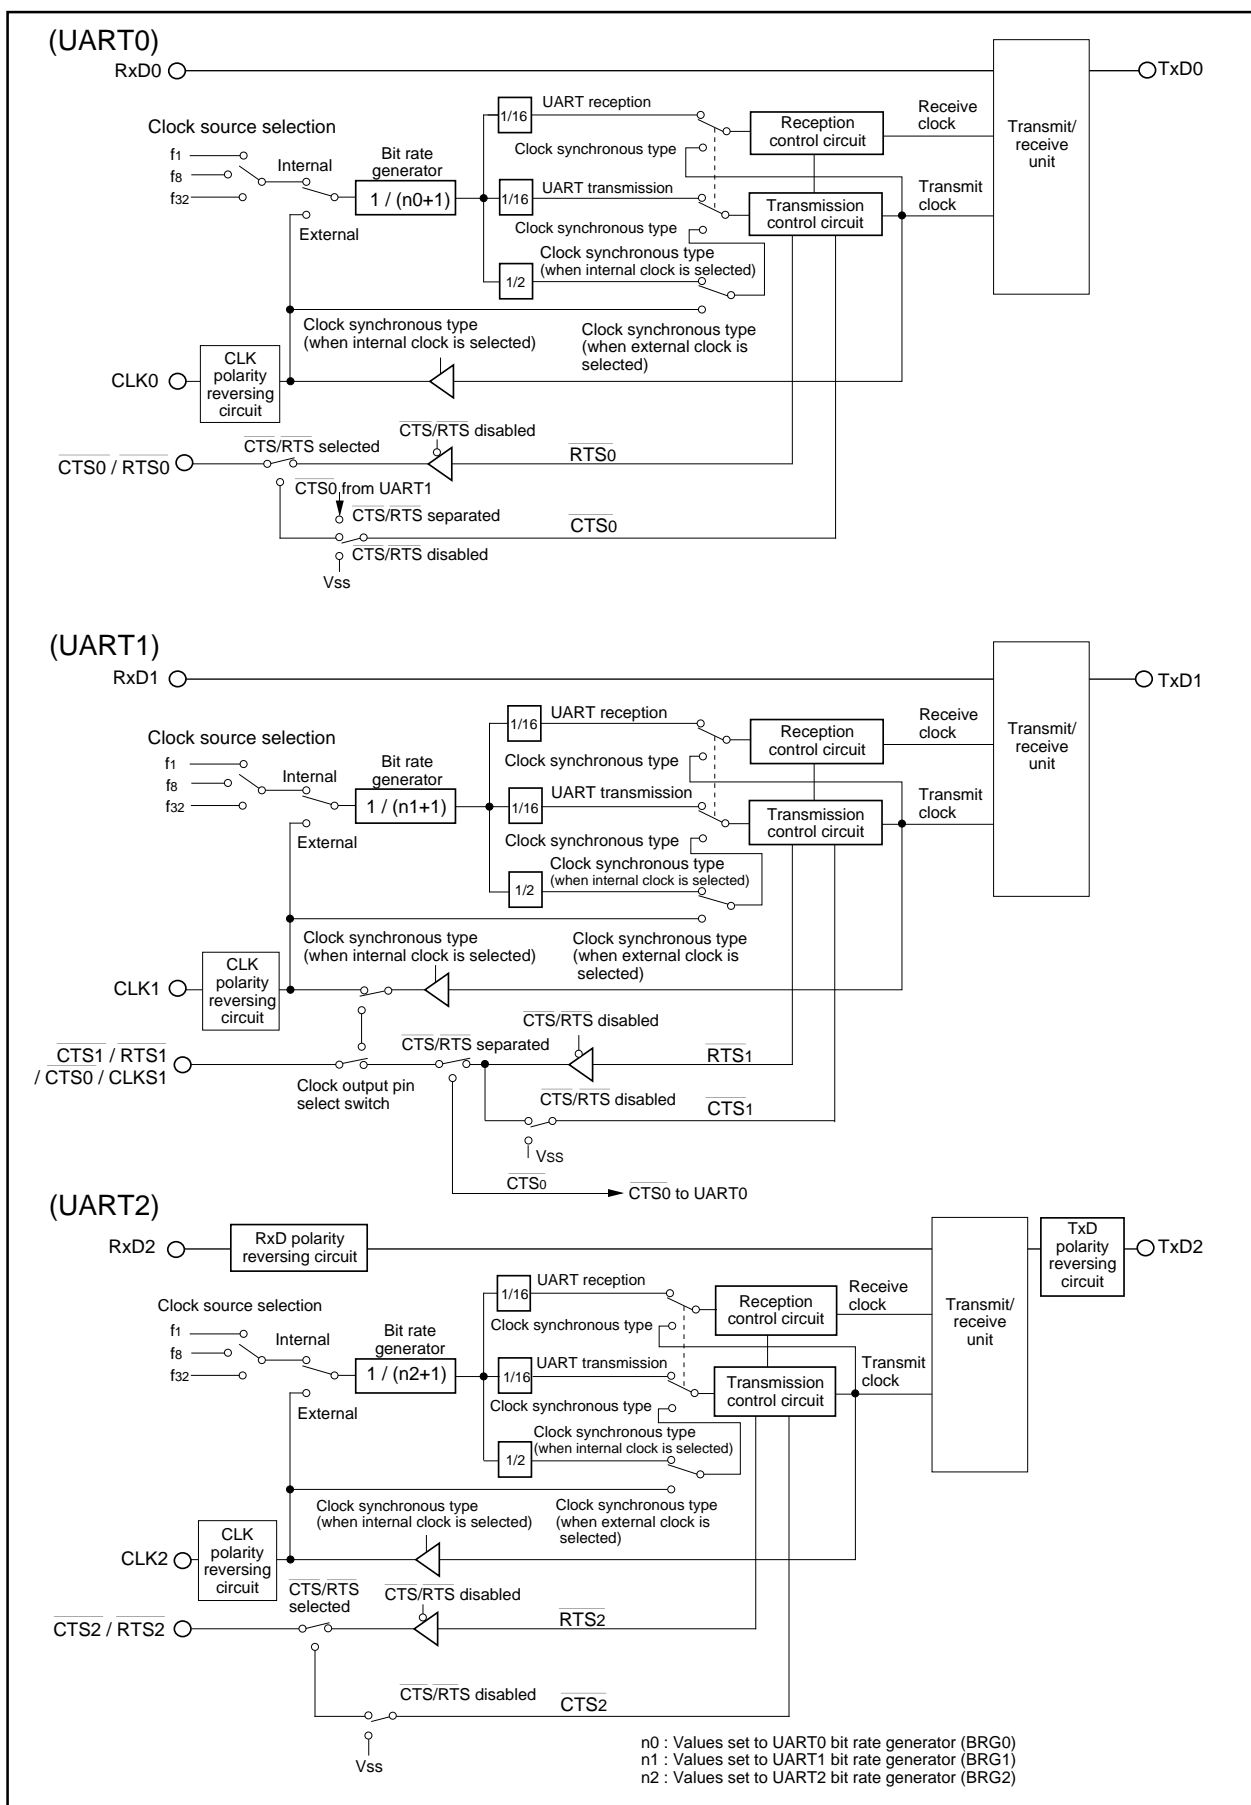 (UART0)
RxD0
TxD0
Clock source selection
f1
f8
f32
Internal
External
Bit rate
generator
1 / (n0+1)
1/16
UART reception
Clock synchronous type
1/16
UART transmission
Clock synchronous type
1/2
Clock synchronous type
(when internal clock is selected)
Reception
control circuit
Transmission
control circuit
Receive
clock
Transmit
clock
Transmit/
receive
unit
Clock synchronous type
(when internal clock is selected)
Clock synchronous type
(when external clock is
selected)
CLK0
CLK
polarity
reversing
circuit
CTS0 / RTS0
CTS/RTS selected
CTS/RTS disabled
RTS0
CTS0 from UART1
CTS/RTS separated
CTS0
CTS/RTS disabled
Vss
(UART1)
RxD1
TxD1
Clock source selection
f1
f8
f32
Internal
External
Bit rate
generator
1 / (n1+1)
1/16
UART reception
Clock synchronous type
1/16
UART transmission
Clock synchronous type
1/2
Clock synchronous type
(when internal clock is selected)
Reception
control circuit
Transmission
control circuit
Receive
clock
Transmit
clock
Transmit/
receive
unit
Clock synchronous type
(when internal clock is selected)
Clock synchronous type
(when external clock is
selected)
CLK1
CLK
polarity
reversing
circuit
CTS1 / RTS1
/ CTS0 / CLKS1
Clock output pin
select switch
CTS/RTS separated
CTS/RTS disabled
RTS1
CTS/RTS disabled
CTS1
VSS
CTS0
CTS0 to UART0
(UART2)
RxD2
RxD polarity
reversing circuit
TxD
polarity
reversing
circuit
TxD2
Clock source selection
f1
f8
f32
Internal
External
Bit rate
generator
1 / (n2+1)
1/16
UART reception
Clock synchronous type
1/16
UART transmission
Clock synchronous type
1/2
Clock synchronous type
(when internal clock is selected)
Reception
control circuit
Transmission
control circuit
Receive
clock
Transmit
clock
Transmit/
receive
unit
Clock synchronous type
(when internal clock is selected)
Clock synchronous type
(when external clock is
selected)
CLK2
CLK
polarity
reversing
circuit
CTS2 / RTS2
CTS/RTS
selected
CTS/RTS disabled
RTS2
CTS/RTS disabled
CTS2
Vss
n0 : Values set to UART0 bit rate generator (BRG0)
n1 : Values set to UART1 bit rate generator (BRG1)
n2 : Values set to UART2 bit rate generator (BRG2)